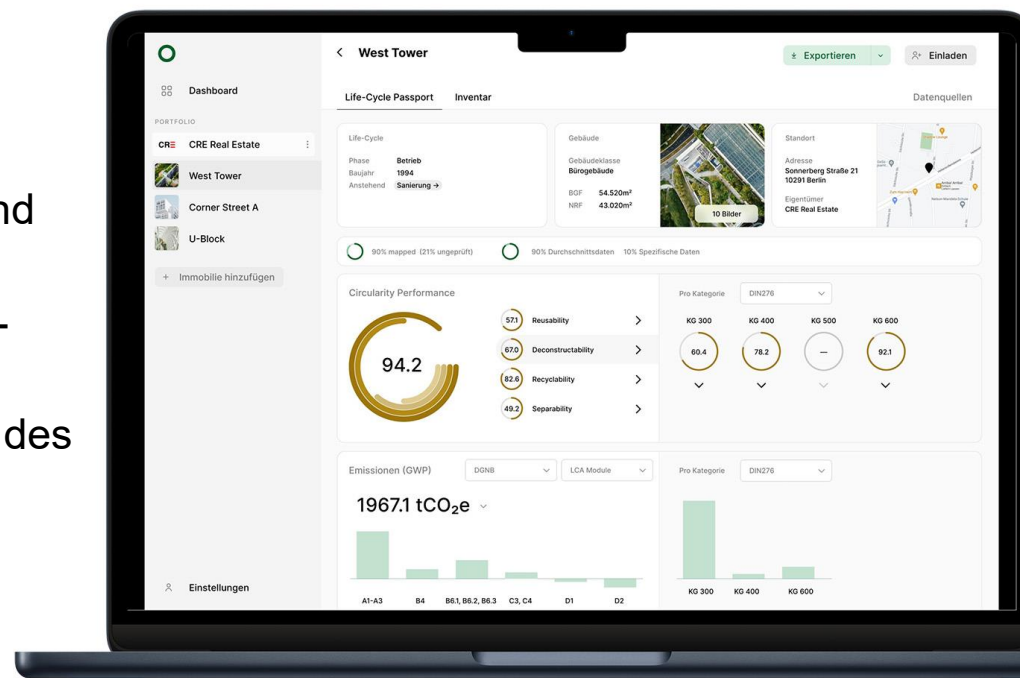 nd
-
des
West Tower
Exportieren
Einladen
Dashboard
Life-Cycle Passport
Inventar
Datenquellen
PORTFOLIO
CRE CRE Real Estate
West Tower
Corner Street A
U-Block
+ Immobilie hinzufügen
Einstellungen
Life-Cycle
Phase Betrieb
Baujahr 1994
Anstehend Sanierung →
Gebäude
Gebäudeklasse
Bürogebäude
BGF 54.520m²
NRF 43.020m²
10 Bilder
Standort
Adresse
Sonnerberg Straße 21
10291 Berlin
Eigentümer
CRE Real Estate
90% mapped (21% ungeprüft)
90% Durchschnittsdaten 10% Spezifische Daten
Circularity Performance
94.2
57.1 Reusability
67.0 Deconstructability
82.6 Recyclability
49.2 Separability
Pro Kategorie DIN276
KG 300 KG 400 KG 500 KG 600
60.4 78.2 — 92.1
Emissionen (GWP) DGNB LCA Module
1967.1 tCO₂e
A1-A3 B4 B6.1, B6.2, B6.3 C3, C4 D1 D2
Pro Kategorie DIN276
KG 300 KG 400 KG 600